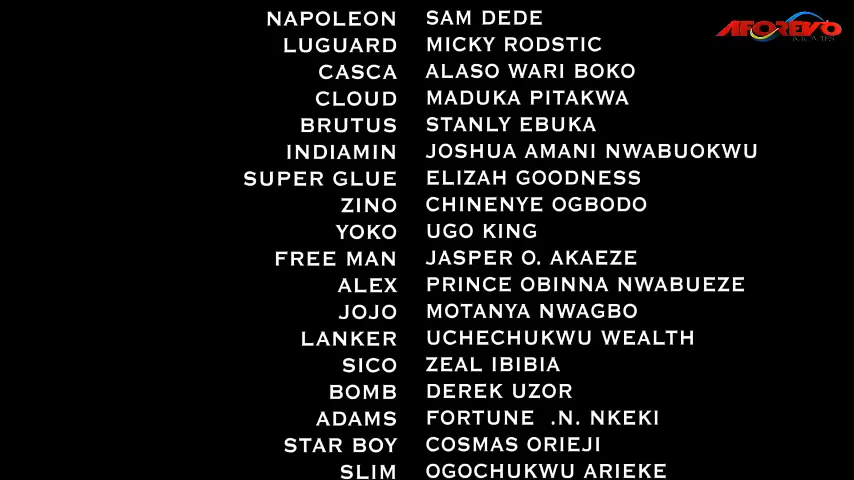 NAPOLEON SAM DEDE
LUGUARD MICKY RODSTIC
CASCA ALASO WARI BOKO
CLOUD MADUKA PITAKWA
BRUTUS STANLY EBUKA
INDIAMIN JOSHUA AMANI NWABUOKWU
SUPER GLUE ELIZAH GOODNESS
ZINO CHINENYE OGBODO
YOKO UGO KING
FREE MAN JASPER O. AKAEZE
ALEX PRINCE OBINNA NWABUEZE
JOJO MOTANYA NWAGBO
LANKER UCHECHUKWU WEALTH
SICO ZEAL IBIBIA
BOMB DEREK UZOR
ADAMS FORTUNE .N. NKEKI
STAR BOY COSMAS ORIEJI
SLIM OGOCHUKWU ARIEKE
AFOREVO
MOVIES